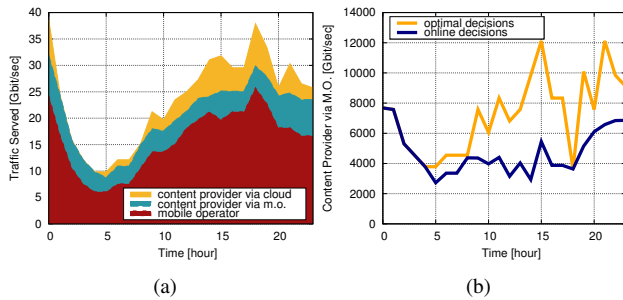 40
35
30
25
20
15
10
5
0
Traffic Served [Gbit/sec]
content provider via cloud
content provider via m.o.
mobile operator
0 5 10 15 20
Time [hour]
(a)
14000
12000
10000
8000
6000
4000
2000
0
Content Provider via M.O. [Gbit/sec]
optimal decisions
online decisions
0 5 10 15 20
Time [hour]
(b)